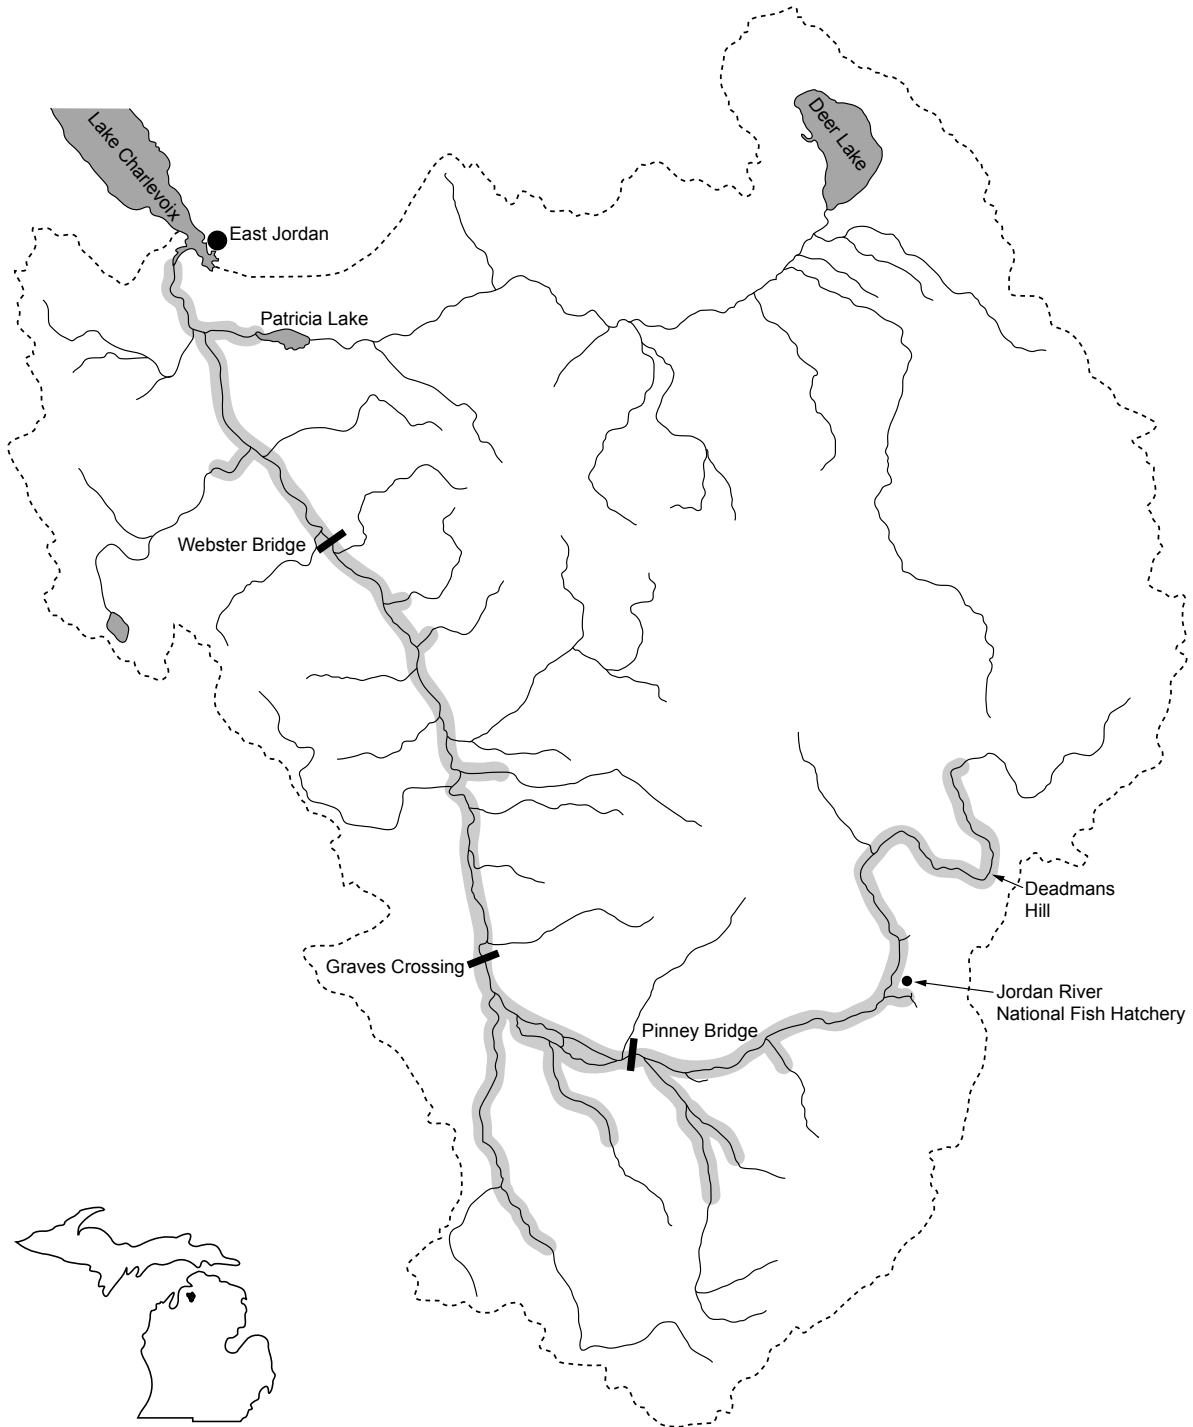 Deer Lake
Lake Charlevoix
East Jordan
Patricia Lake
Webster Bridge
Deadmans
Hill
Graves Crossing
Jordan River
National Fish Hatchery
Pinney Bridge